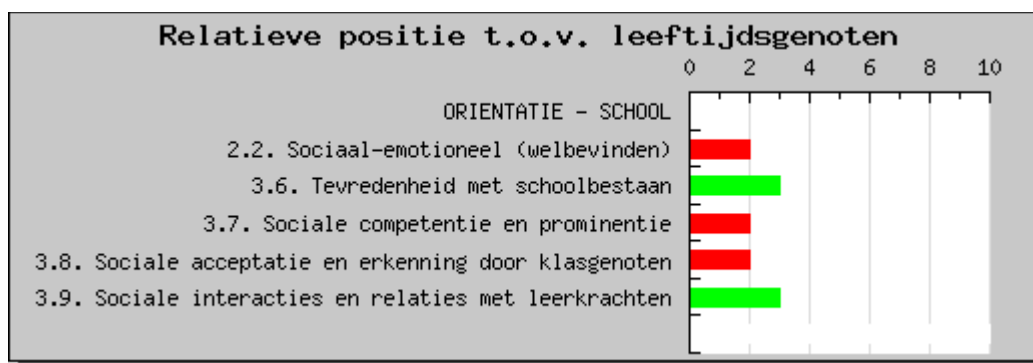 Relatieve positie t.o.v. leeftijdsgenoten
0 2 4 6 8 10
ORIENTATIE - SCHOOL
2.2. Sociaal-emotioneel (welbevinden)
3.6. Tevredenheid met schoolbestaan
3.7. Sociale competentie en prominentie
3.8. Sociale acceptatie en erkenning door klasgenoten
3.9. Sociale interacties en relaties met leerkrachten